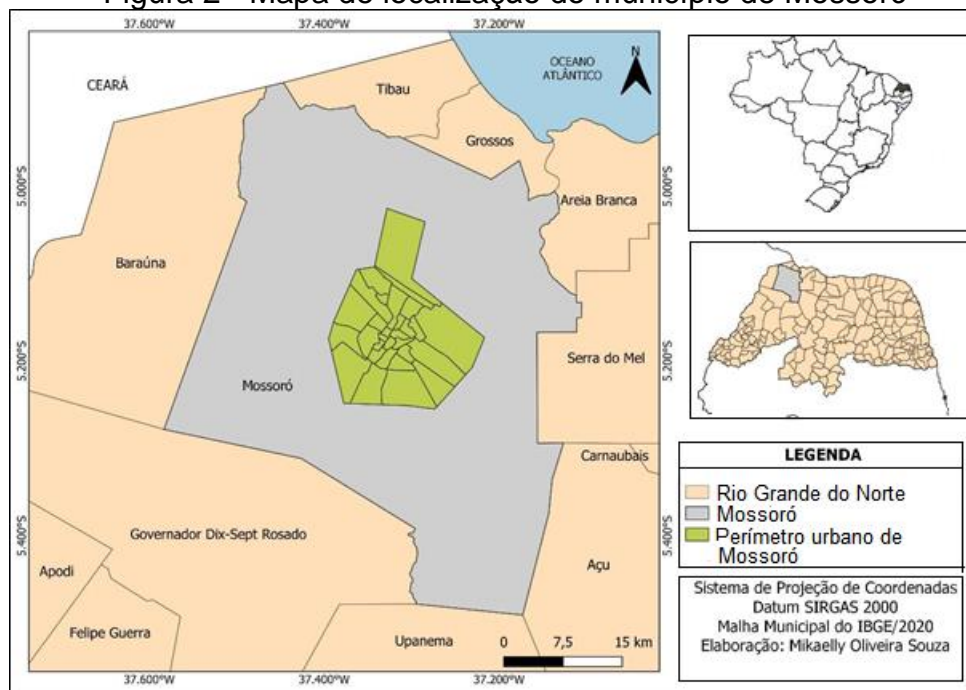 Figura 2 - Mapa de localização do município de Mossoró
37.600°W 37.400°W 37.200°W
OCEANO
ATLÂNTICO
N
CEARÁ
Tibau
Grossos
5.000°S 5.000°S
Areia Branca
Baraúna
5.200°S 5.200°S
Serra do Mel
Mossoró
Carnaubais
LEGENDA
Rio Grande do Norte
Mossoró
Perímetro urbano de
Mossoró
Governador Dix-Sept Rosado
5.400°S 5.400°S
Apodi
Açu
Felipe Guerra
Upanema
0 7,5 15 km
Sistema de Projeção de Coordenadas
Datum SIRGAS 2000
Malha Municipal do IBGE/2020
Elaboração: Mikaelly Oliveira Souza
37.600°W 37.400°W 37.200°W